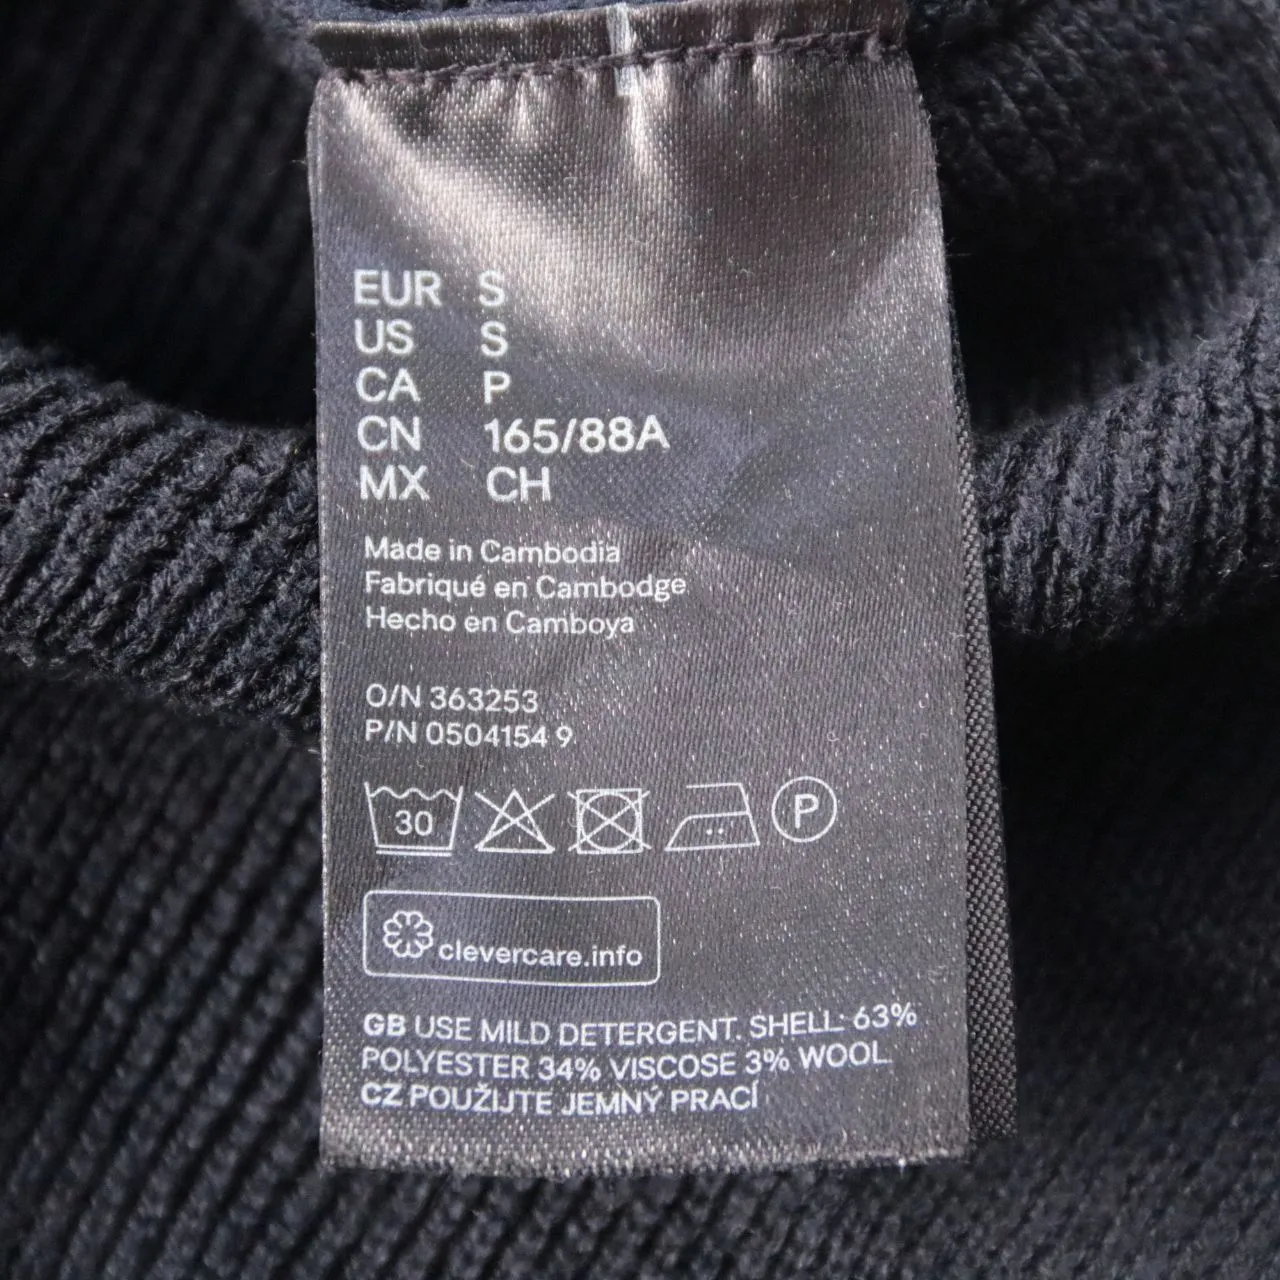 EUR S
US S
CA P
CN 165/88A
MX CH
Made in Cambodia
Fabriqué en Cambodge
Hecho en Camboya
O/N 363253
P/N 0504154 9
30 P
clevercare.info
GB USE MILD DETERGENT. SHELL: 63%
POLYESTER 34% VISCOSE 3% WOOL
CZ POUŽIJTE JEMNÝ PRACÍ